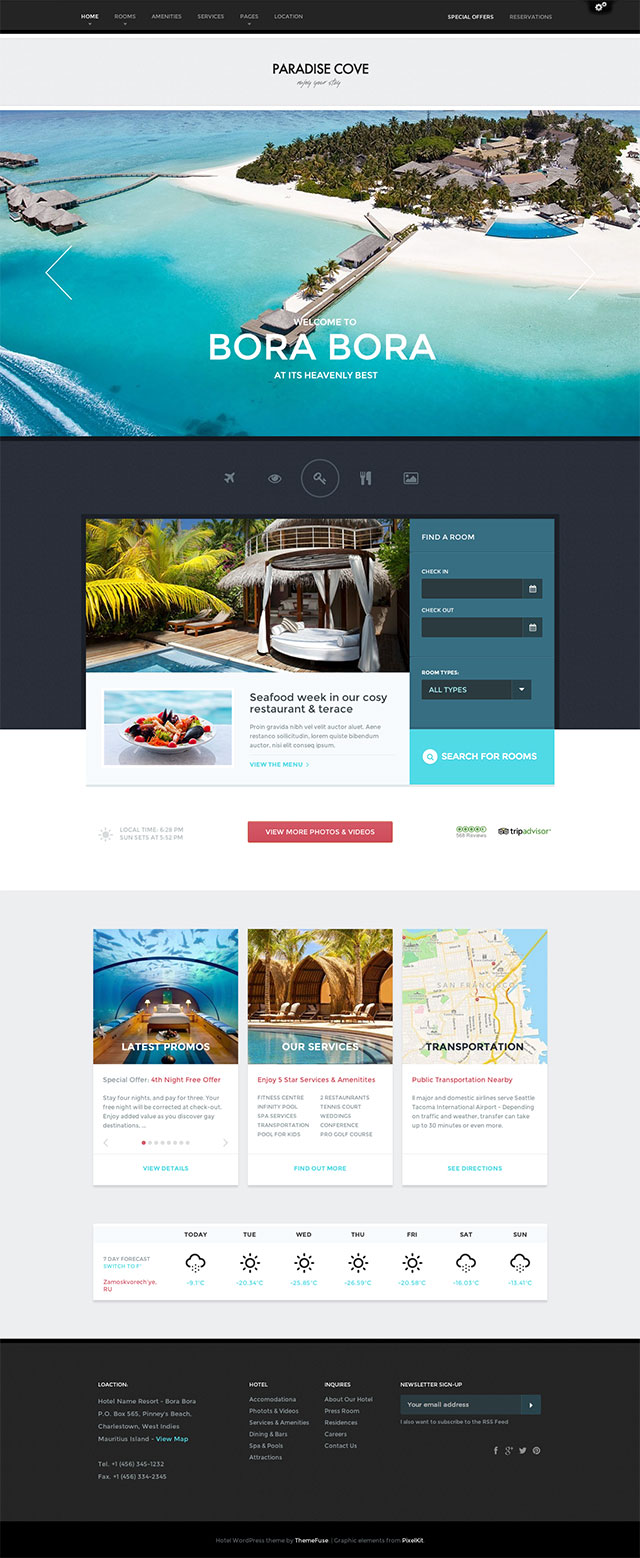 HOME ROOMS AMENITIES SERVICES PAGES LOCATION SPECIAL OFFERS RESERVATIONS
PARADISE COVE
enjoy your stay
WELCOME TO
BORA BORA
AT ITS HEAVENLY BEST
FIND A ROOM
CHECK IN
CHECK OUT
ROOM TYPES:
ALL TYPES
SEARCH FOR ROOMS
Seafood week in our cosy
restaurant & terace
Proin gravida nibh vel velit auctor aluet. Aene
restanco sollicitudin, lorem quiste bibendum
auctor, nisi elit conseq ipsum.
VIEW THE MENU >
LOCAL TIME: 6:28 PM
SUN SETS AT 5:52 PM
VIEW MORE PHOTOS & VIDEOS
568 Reviews
tripadvisor
LATEST PROMOS
Special Offer: 4th Night Free Offer
Stay four nights, and pay for three. Your
free night will be corrected at check-out.
Enjoy added value as you discover gay
destinations, ...
VIEW DETAILS
OUR SERVICES
Enjoy 5 Star Services & Amenitites
FITNESS CENTRE 2 RESTAURANTS
INFINITY POOL TENNIS COURT
SPA SERVICES WEDDINGS
TRANSPORTATION CONFERENCE
POOL FOR KIDS PRO GOLF COURSE
FIND OUT MORE
SAN FRANCISCO
TRANSPORTATION
Public Transportation Nearby
8 major and domestic airlines serve Seattle
Tacoma International Airport - Depending
on traffic and weather, transfer can take
up to 30 minutes or even more.
SEE DIRECTIONS
TODAY TUE WED THU FRI SAT SUN
7 DAY FORECAST
SWITCH TO F°
Zamoskvorech'ye,
RU
-9.1°C -20.34°C -25.85°C -26.59°C -20.58°C -16.03°C -13.41°C
LOACTION:
Hotel Name Resort - Bora Bora
P.O. Box 565, Pinney's Beach,
Charlestown, West Indies
Mauritius Island - View Map
Tel. +1 (456) 345-1232
Fax. +1 (456) 334-2345
HOTEL
Accomodationa
Photots & Videos
Services & Amenities
Dining & Bars
Spa & Pools
Attractions
INQUIRES
About Our Hotel
Press Room
Residences
Careers
Contact Us
NEWSLETTER SIGN-UP
Your email address
I also want to subscribe to the RSS Feed
Hotel WordPress theme by ThemeFuse. | Graphic elements from PixelKit.